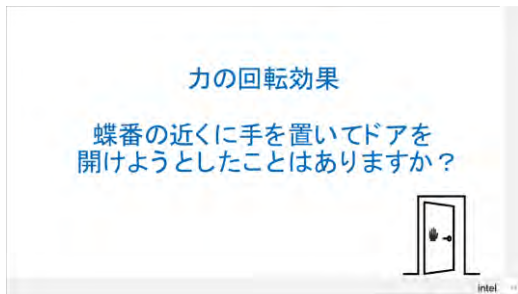 力の回転効果
蝶番の近くに手を置いてドアを
開けようとしたことはありますか？
intel